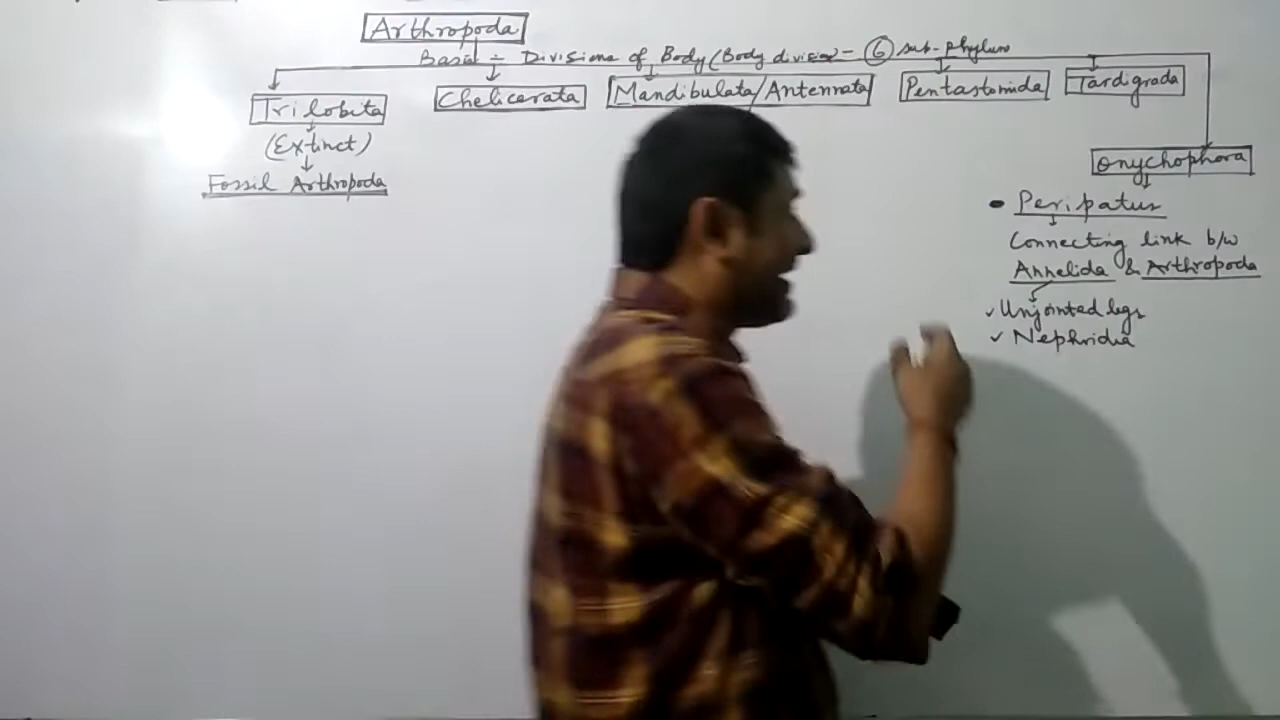 Arthropoda
Basis ÷ Divisions of Body (Body division - 6 sub-phylum
Trilobita
Chelicerata
Mandibulata/Antennata
Pentastomida
Tardigrada
(Extinct)
Fossil Arthropoda
Onychophora
• Peripatus
Connecting link b/w
Annelida & Arthropoda
✓ Unjointed legs
✓ Nephridia